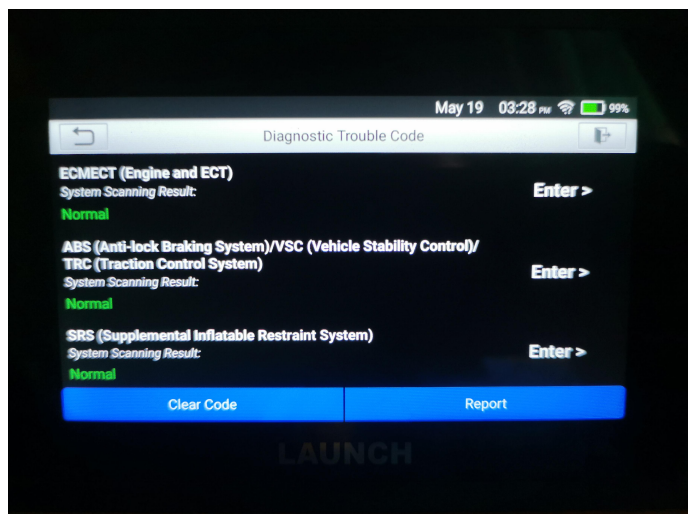 May 19 03:28 PM 99%
Diagnostic Trouble Code
ECMECT (Engine and ECT)
System Scanning Result:
Enter >
Normal
ABS (Anti-lock Braking System)/VSC (Vehicle Stability Control)/
TRC (Traction Control System)
Enter >
System Scanning Result:
Normal
SRS (Supplemental Inflatable Restraint System)
System Scanning Result:
Enter >
Normal
Clear Code Report
LAUNCH